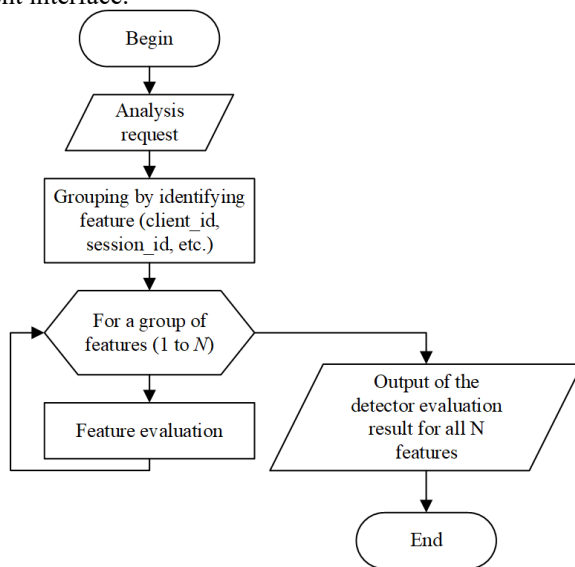 Begin
Analysis
request
Grouping by identifying
feature (client_id,
session_id, etc.)
For a group of
features (1 to N)
Feature evaluation
Output of the
detector evaluation
result for all N
features
End